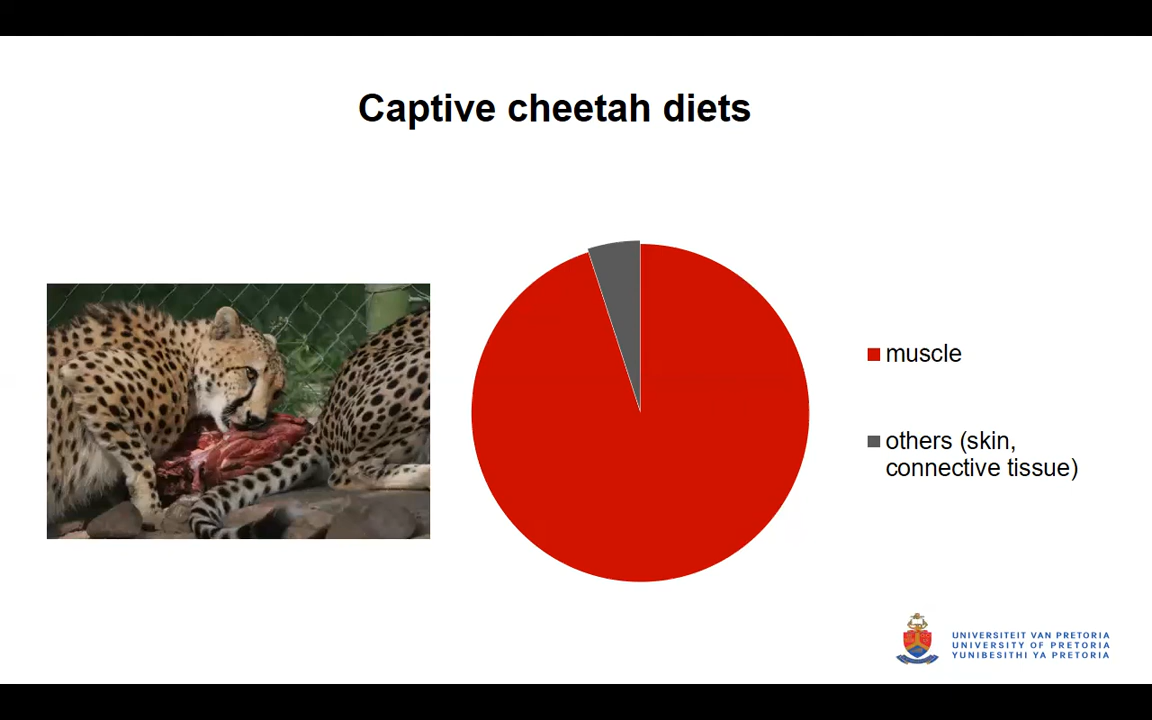 Captive cheetah diets
muscle
others (skin,
connective tissue)
UNIVERSITEIT VAN PRETORIA
UNIVERSITY OF PRETORIA
YUNIBESITHI YA PRETORIA